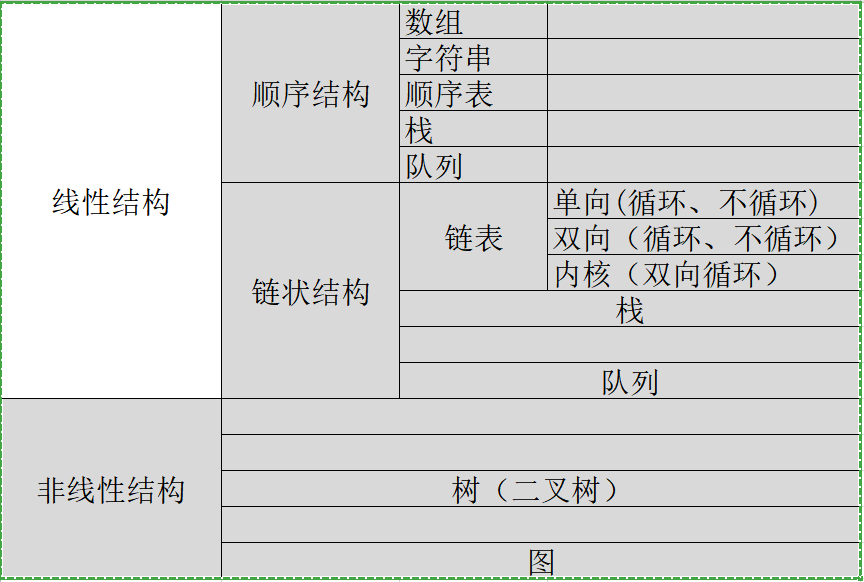 线性结构
顺序结构
数组
字符串
顺序表
栈
队列
链状结构
链表
单向(循环、不循环)
双向（循环、不循环）
内核（双向循环）
栈
队列
非线性结构
树（二叉树）
图